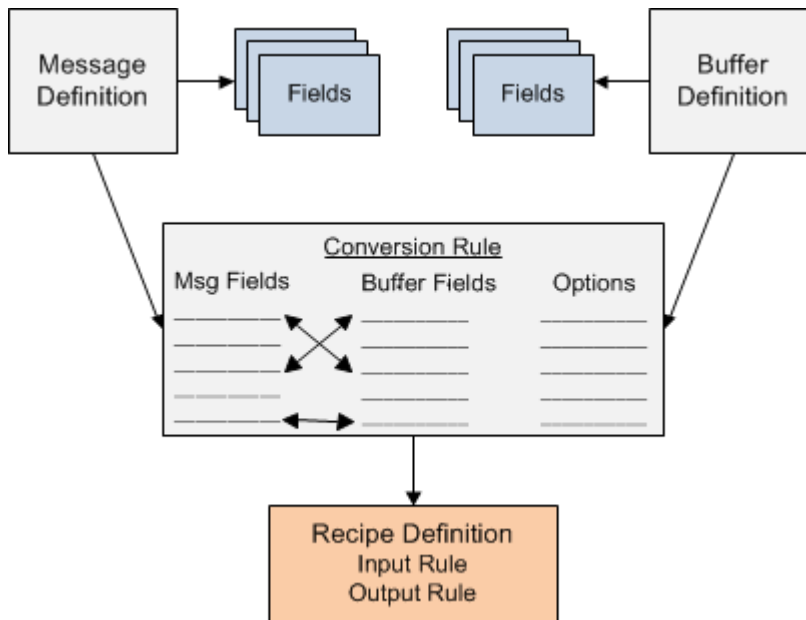 Message
Definition
Fields
Fields
Buffer
Definition
Conversion Rule
Msg Fields
Buffer Fields
Options
Recipe Definition
Input Rule
Output Rule